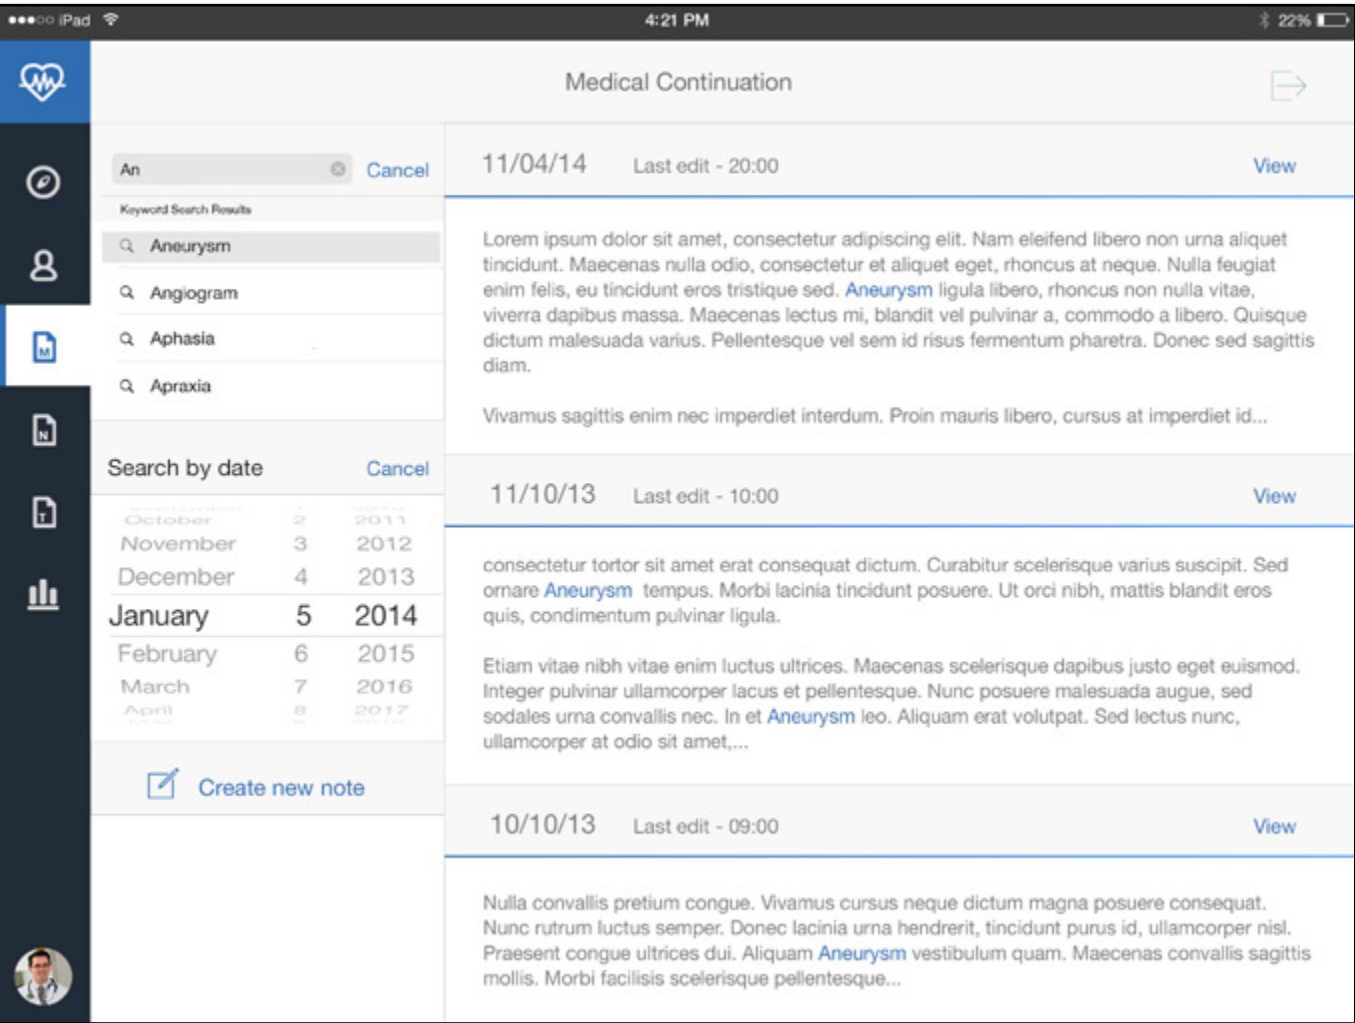 iPad
4:21 PM
22%
Medical Continuation
An
Cancel
Keyword Search Results
Aneurysm
Angiogram
Aphasia
Apraxia
Search by date
Cancel
October 2 2011
November 3 2012
December 4 2013
January 5 2014
February 6 2015
March 7 2016
April 8 2017
Create new note
M
N
T
11/04/14 Last edit - 20:00 View
Lorem ipsum dolor sit amet, consectetur adipiscing elit. Nam eleifend libero non urna aliquet
tincidunt. Maecenas nulla odio, consectetur et aliquet eget, rhoncus at neque. Nulla feugiat
enim felis, eu tincidunt eros tristique sed. Aneurysm ligula libero, rhoncus non nulla vitae,
viverra dapibus massa. Maecenas lectus mi, blandit vel pulvinar a, commodo a libero. Quisque
dictum malesuada varius. Pellentesque vel sem id risus fermentum pharetra. Donec sed sagittis
diam.
Vivamus sagittis enim nec imperdiet interdum. Proin mauris libero, cursus at imperdiet id...
11/10/13 Last edit - 10:00 View
consectetur tortor sit amet erat consequat dictum. Curabitur scelerisque varius suscipit. Sed
ornare Aneurysm tempus. Morbi lacinia tincidunt posuere. Ut orci nibh, mattis blandit eros
quis, condimentum pulvinar ligula.
Etiam vitae nibh vitae enim luctus ultrices. Maecenas scelerisque dapibus justo eget euismod.
Integer pulvinar ullamcorper lacus et pellentesque. Nunc posuere malesuada augue, sed
sodales urna convallis nec. In et Aneurysm leo. Aliquam erat volutpat. Sed lectus nunc,
ullamcorper at odio sit amet,...
10/10/13 Last edit - 09:00 View
Nulla convallis pretium congue. Vivamus cursus neque dictum magna posuere consequat.
Nunc rutrum luctus semper. Donec lacinia urna hendrerit, tincidunt purus id, ullamcorper nisl.
Praesent congue ultrices dui. Aliquam Aneurysm vestibulum quam. Maecenas convallis sagittis
mollis. Morbi facilisis scelerisque pellentesque...